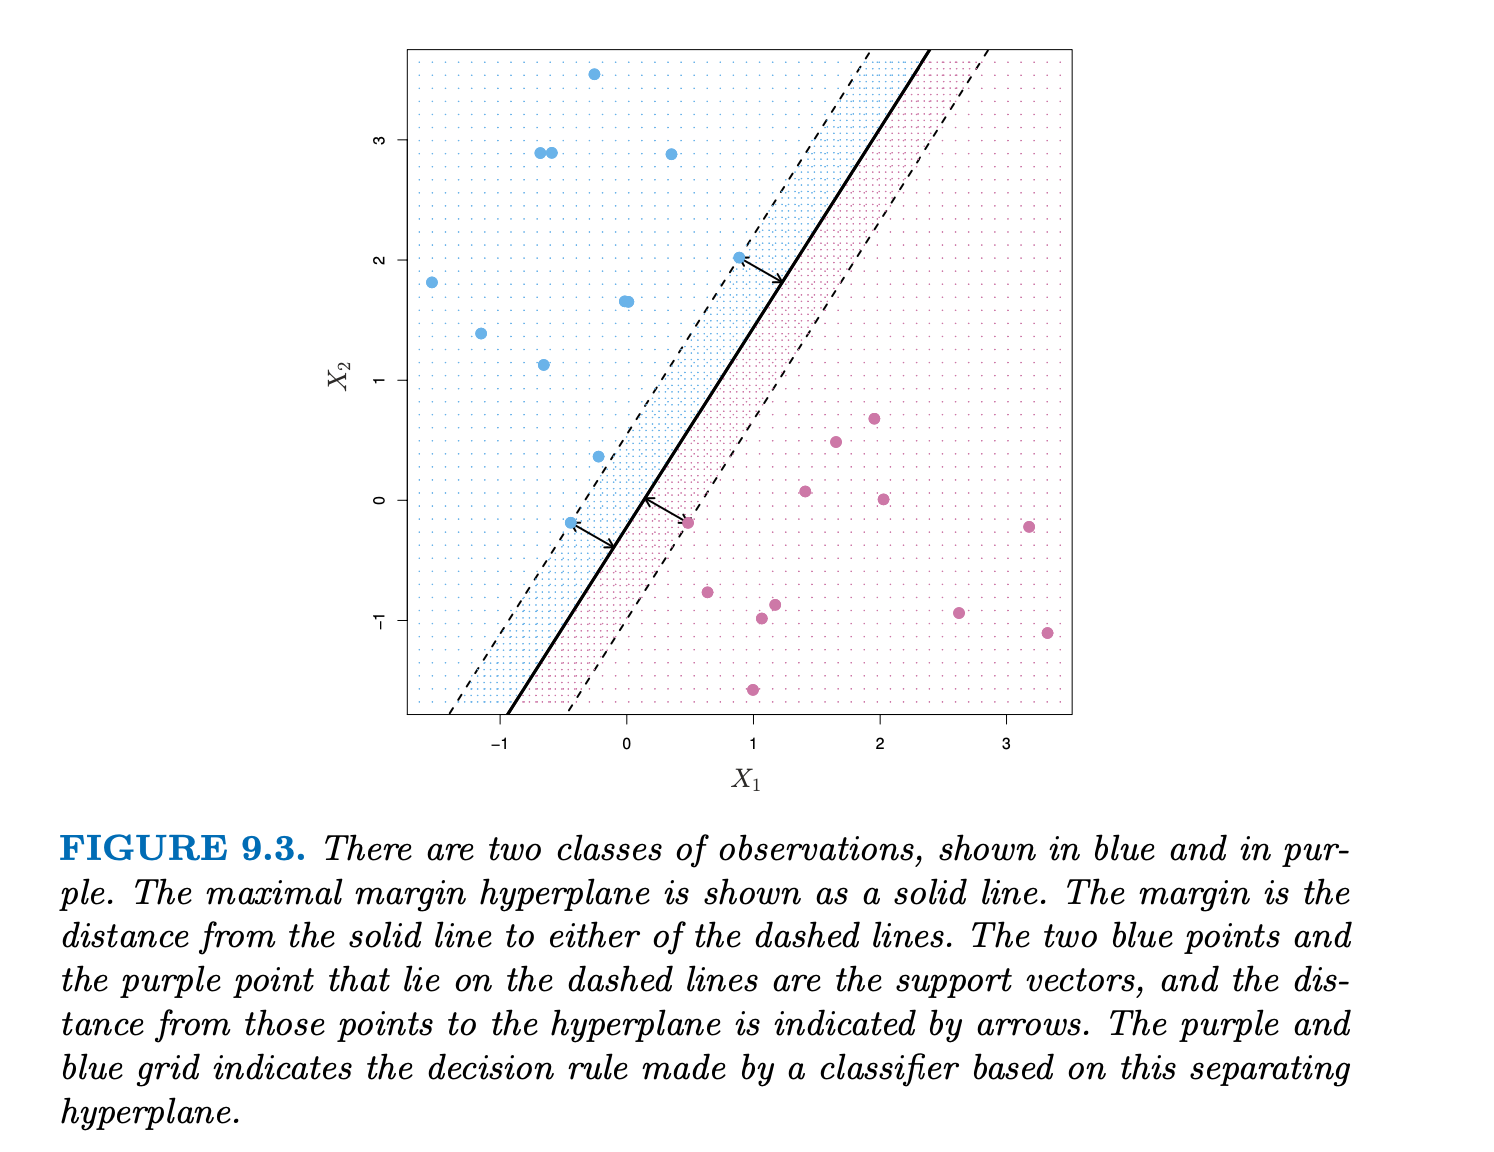 3
2
1
0
−1
X₂
−1 0 1 2 3
X₁
FIGURE 9.3. There are two classes of observations, shown in blue and in pur-
ple. The maximal margin hyperplane is shown as a solid line. The margin is the
distance from the solid line to either of the dashed lines. The two blue points and
the purple point that lie on the dashed lines are the support vectors, and the dis-
tance from those points to the hyperplane is indicated by arrows. The purple and
blue grid indicates the decision rule made by a classifier based on this separating
hyperplane.